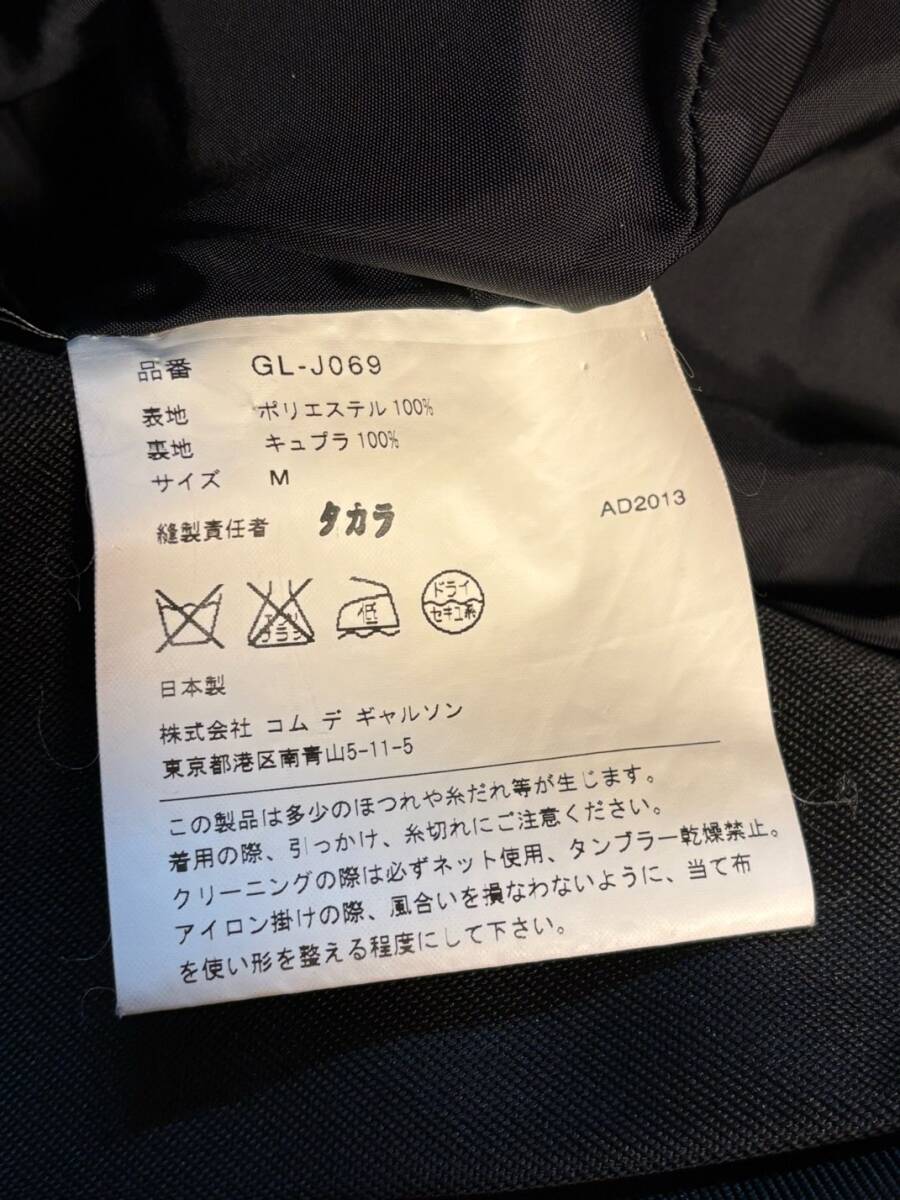 品番 GL-J069
表地 ポリエステル100%
裏地 キュプラ100%
サイズ M
縫製責任者 タカラ
AD2013
エンソ
サラシ
低
ドライ
セキユ系
日本製
株式会社 コム デ ギャルソン
東京都港区南青山5-11-5
この製品は多少のほつれや糸だれ等が生じます。
着用の際、引っかけ、糸切れにご注意ください。
クリーニングの際は必ずネット使用、タンブラー乾燥禁止。
アイロン掛けの際、風合いを損なわないように、当て布
を使い形を整える程度にして下さい。